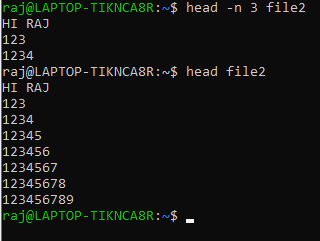 raj@LAPTOP-TIKNCA8R:~$ head -n 3 file2
HI RAJ
123
1234
raj@LAPTOP-TIKNCA8R:~$ head file2
HI RAJ
123
1234
12345
123456
1234567
12345678
123456789
raj@LAPTOP-TIKNCA8R:~$